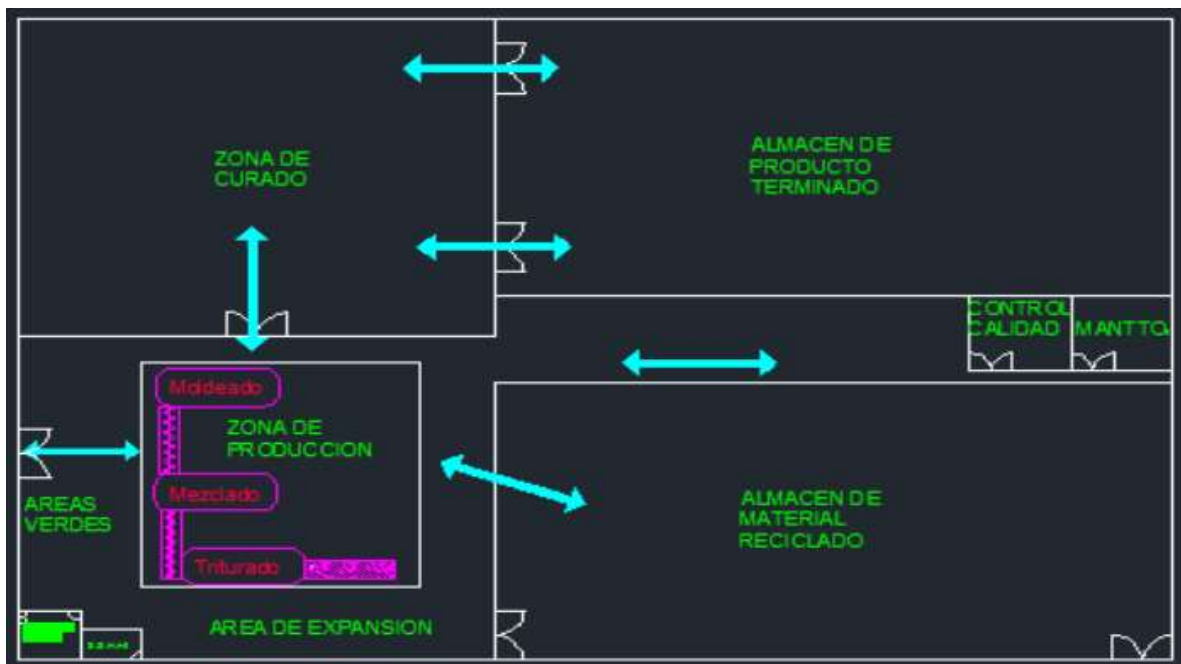 ZONA DE
CURADO
ALMACEN DE
PRODUCTO
TERMINADO
CONTROL
CALIDAD
MANTTO.
Moldeado
ZONA DE
PRODUCCION
Mezclado
Triturado
AREAS
VERDES
ALMACEN DE
MATERIAL
RECICLADO
AREA DE EXPANSION